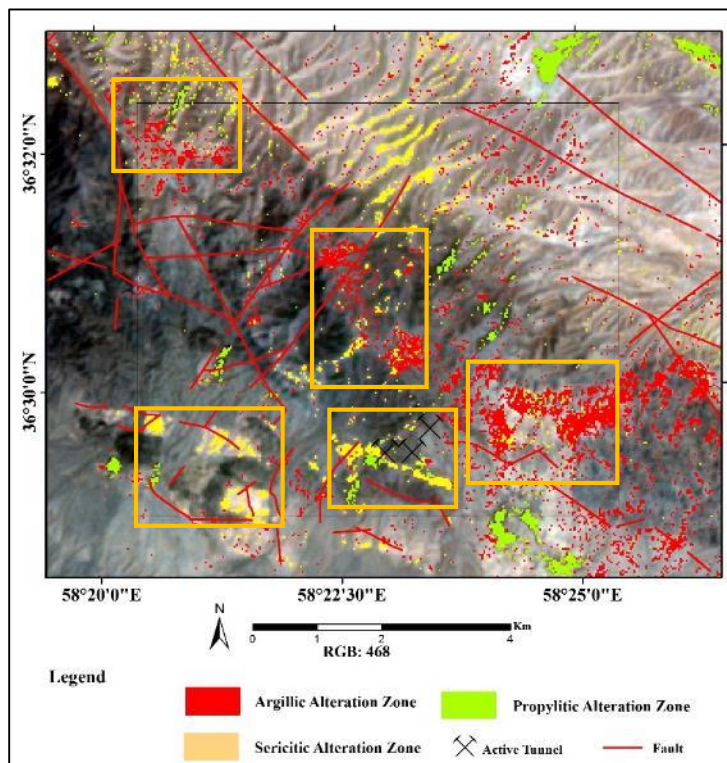 36°32'0"N
36°30'0"N
58°20'0"E 58°22'30"E 58°25'0"E
N
Km
0 1 2 4
RGB: 468
Legend
Argillic Alteration Zone Propylitic Alteration Zone
Sericitic Alteration Zone Active Tunnel Fault